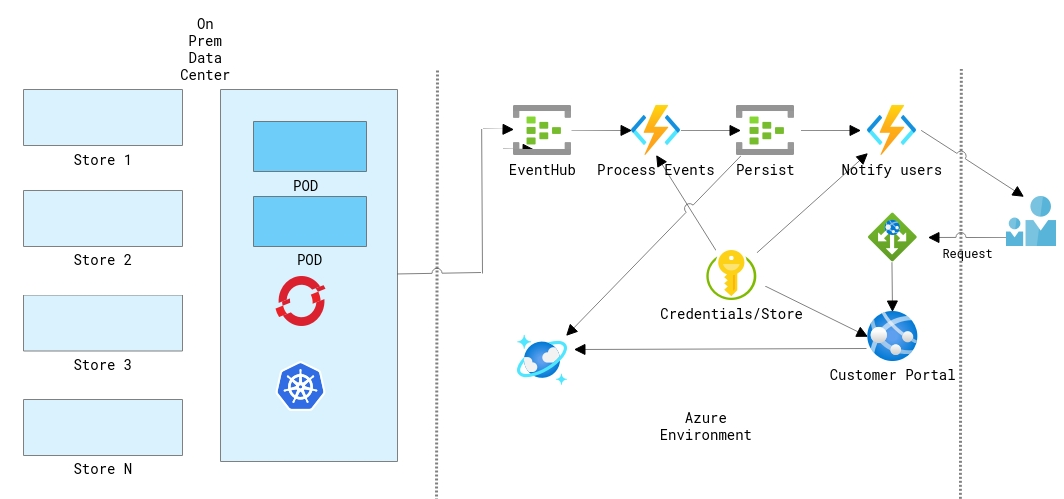 On
Prem
Data
Center
Store 1
Store 2
Store 3
Store N
POD
POD
EventHub
Process Events
Persist
Notify users
Request
Credentials/Store
Customer Portal
Azure
Environment